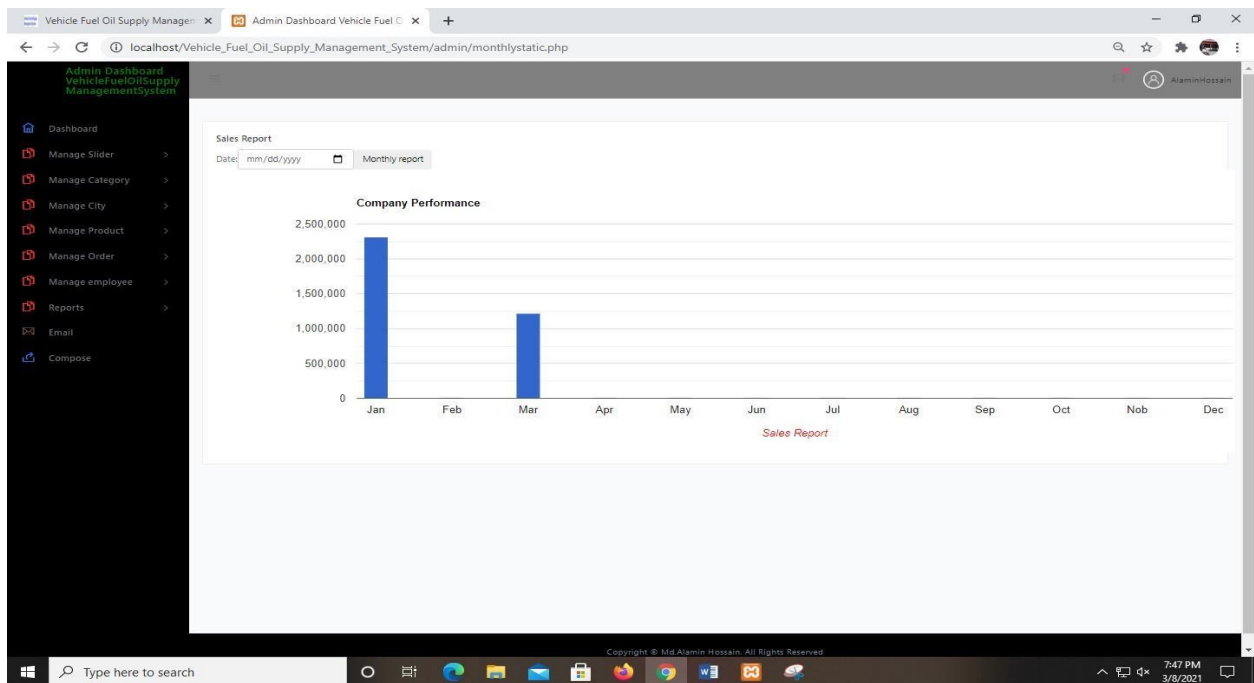 Vehicle Fuel Oil Supply Managen
Admin Dashboard Vehicle Fuel O
localhost/Vehicle_Fuel_Oil_Supply_Management_System/admin/monthlystatic.php
Admin Dashboard
VehicleFuelOilSupply
ManagementSystem
AlaminHossain
Dashboard
Manage Slider
Manage Category
Manage City
Manage Product
Manage Order
Manage employee
Reports
Email
Compose
Sales Report
Date: mm/dd/yyyy Monthly report
Company Performance
2,500,000
2,000,000
1,500,000
1,000,000
500,000
0
Jan Feb Mar Apr May Jun Jul Aug Sep Oct Nob Dec
Sales Report
Copyright © Md.Alamin Hossain. All Rights Reserved
Type here to search
7:47 PM
3/8/2021